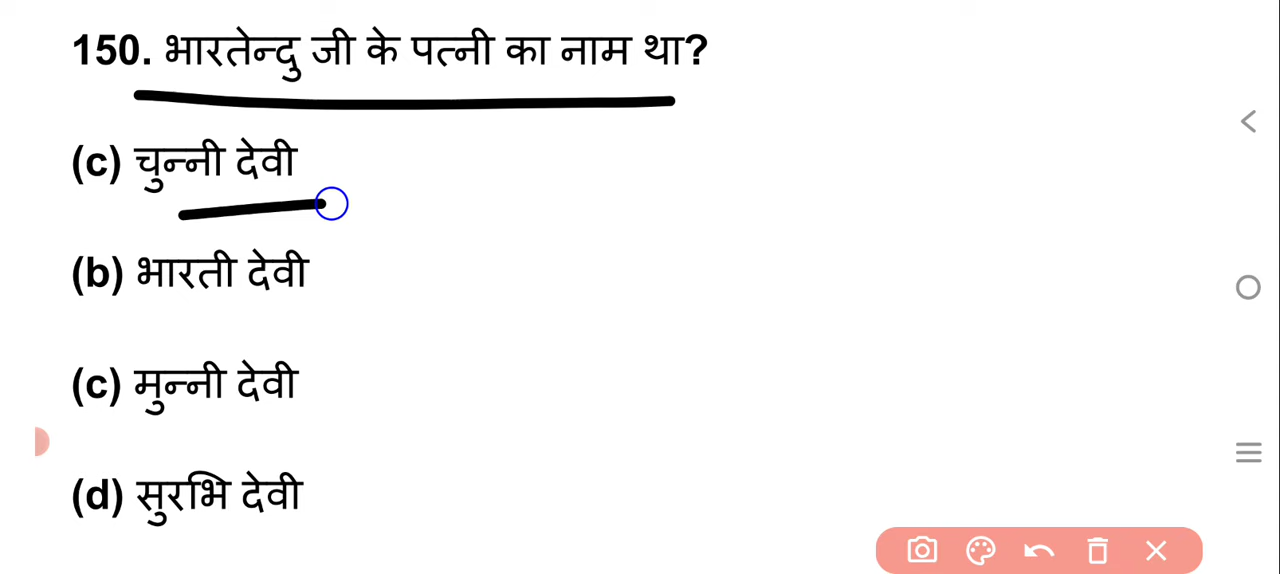 150. भारतेन्दु जी के पत्नी का नाम था?
(c) चुन्नी देवी
(b) भारती देवी
(c) मुन्नी देवी
(d) सुरभि देवी